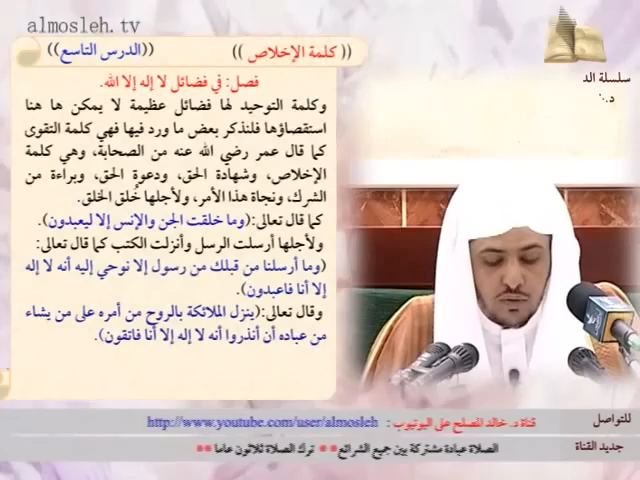 almosleh.tv
سلسلة الد
د.
(( كلمة الإخلاص )) ((الدرس التاسع))
فصل: في فضائل لا إله إلا الله.
وكلمة التوحيد لها فضائل عظيمة لا يمكن ها هنا
استقصاؤها فلنذكر بعض ما ورد فيها فهي كلمة التقوى
كما قال عمر رضي الله عنه من الصحابة، وهي كلمة
الإخلاص، وشهادة الحق، ودعوة الحق، وبراءة من
الشرك، ونجاة هذا الأمر، ولأجلها خُلق الخلق.
كما قال تعالى:(وما خلقت الجن والإنس إلا ليعبدون).
ولأجلها أرسلت الرسل وأنزلت الكتب كما قال تعالى:
(وما أرسلنا من قبلك من رسول إلا نوحي إليه أنه لا إله
إلا أنا فاعبدون).
وقال تعالى:(ينزل الملائكة بالروح من أمره على من يشاء
من عباده أن أنذروا أنه لا إله إلا أنا فاتقون).
للتواصل قناة د. خالد المصلح على اليوتيوب : http://www.youtube.com/user/almosleh
جديد القناة الصلاة عبادة مشتركة بين جميع الشرائع ** ترك الصلاة ثلاثون عاما **